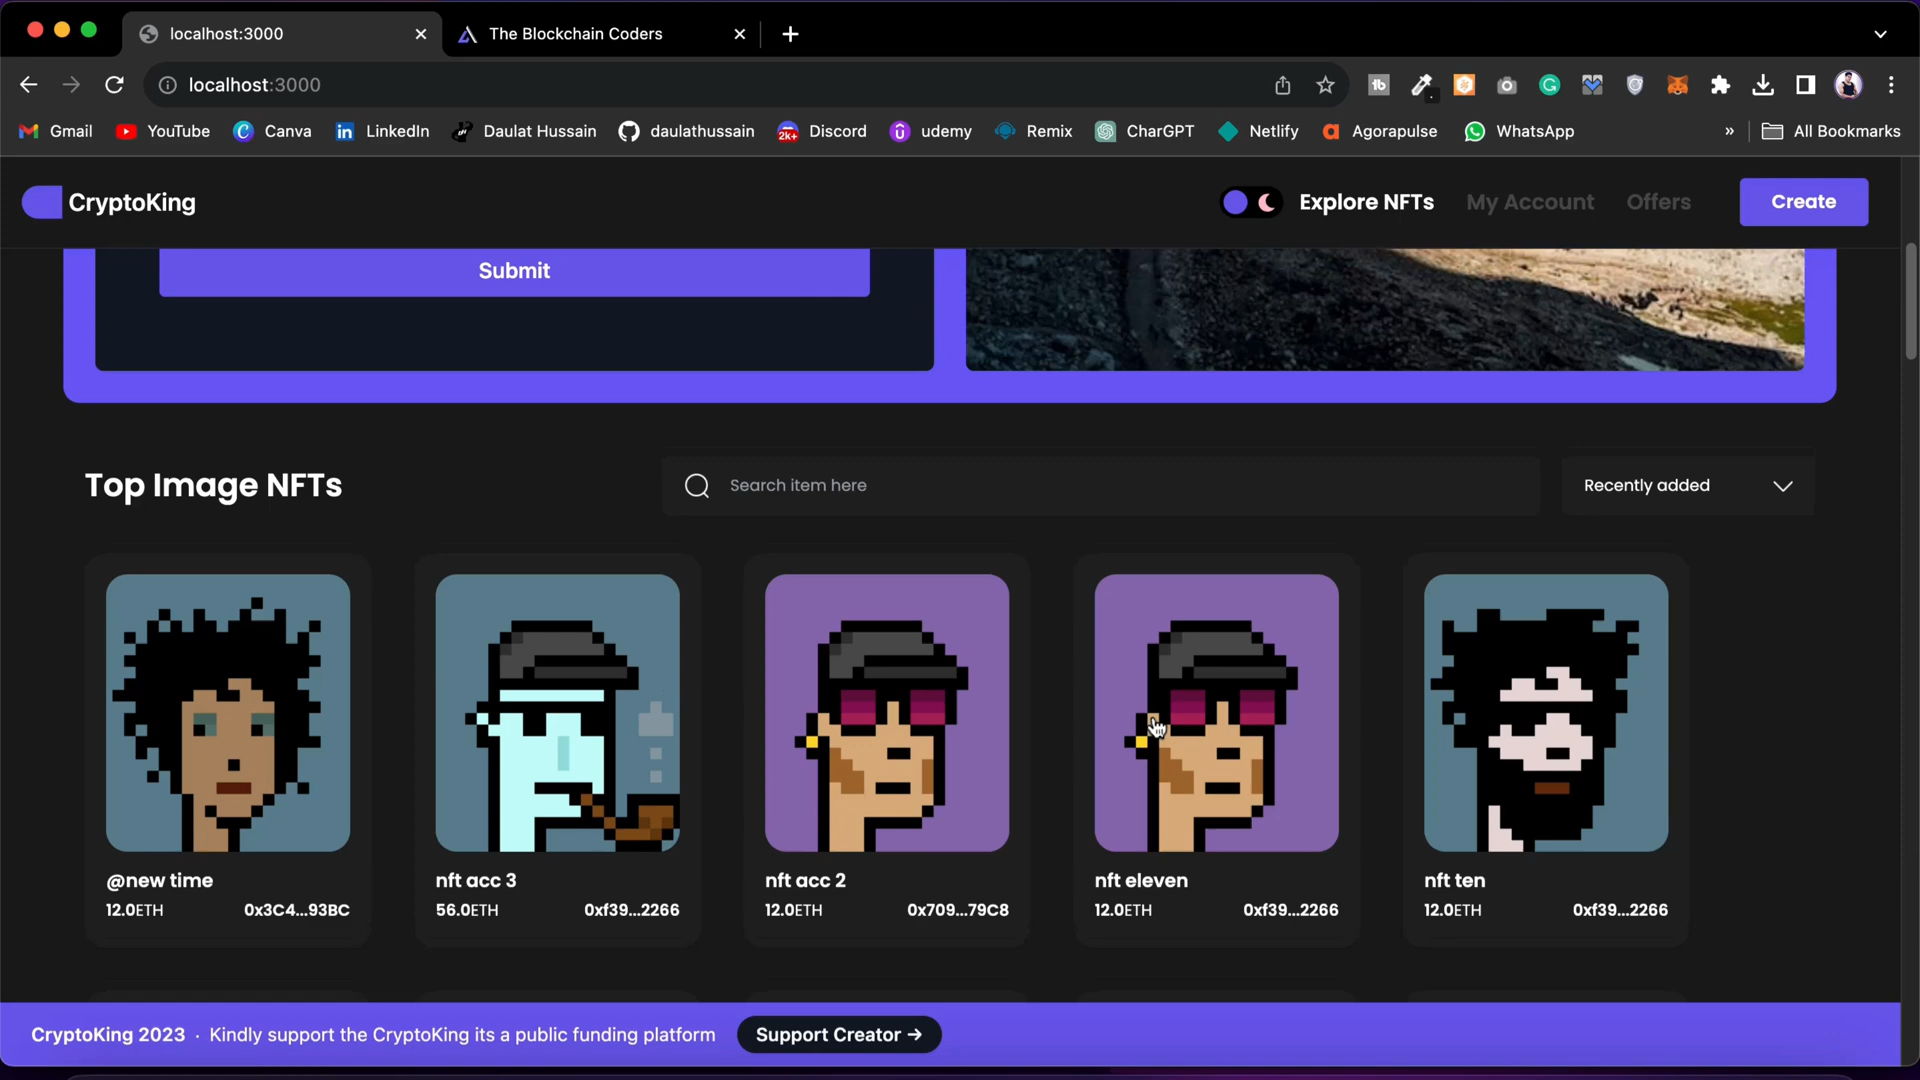 localhost:3000
The Blockchain Coders
localhost:3000
Gmail YouTube Canva LinkedIn Daulat Hussain daulathussain Discord udemy Remix CharGPT Netlify Agorapulse WhatsApp » All Bookmarks
CryptoKing
Explore NFTs My Account Offers Create
Submit
Top Image NFTs
Search item here
Recently added
@new time
12.0ETH 0x3C4...93BC
nft acc 3
56.0ETH 0xf39...2266
nft acc 2
12.0ETH 0x709...79C8
nft eleven
12.0ETH 0xf39...2266
nft ten
12.0ETH 0xf39...2266
CryptoKing 2023 · Kindly support the CryptoKing its a public funding platform Support Creator →